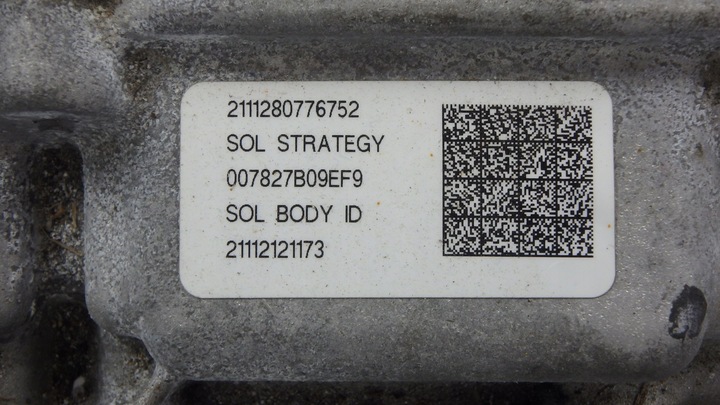 2111280776752
SOL STRATEGY
007827B09EF9
SOL BODY ID
21112121173